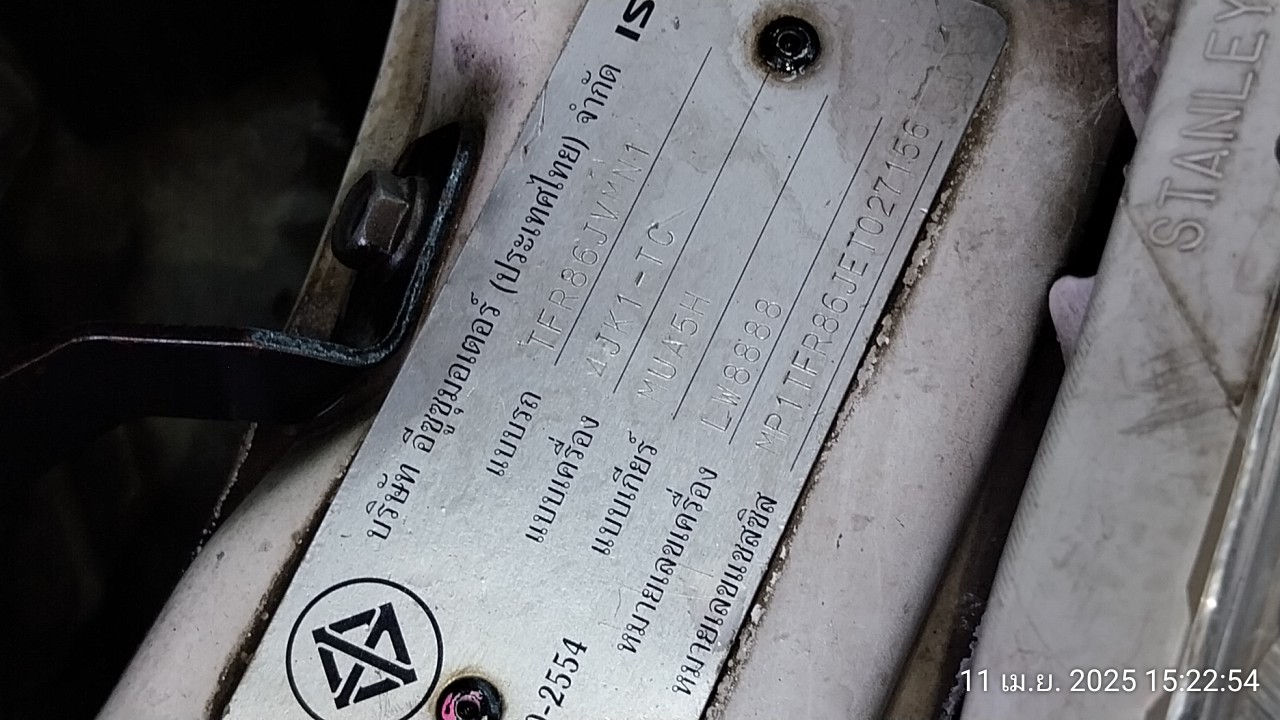 บริษัท อีซูซุมอเตอร์ (ประเทศไทย) จำกัด IS
แบบรถ TFR86JVMN1
แบบเครื่อง 4JK1-TC
แบบเกียร์ MUA5H
หมายเลขเครื่อง LW8888
หมายเลขแชสซิส MP1TFR86JET027156
-2554
STANLEY
11 เม.ย. 2025 15:22:54